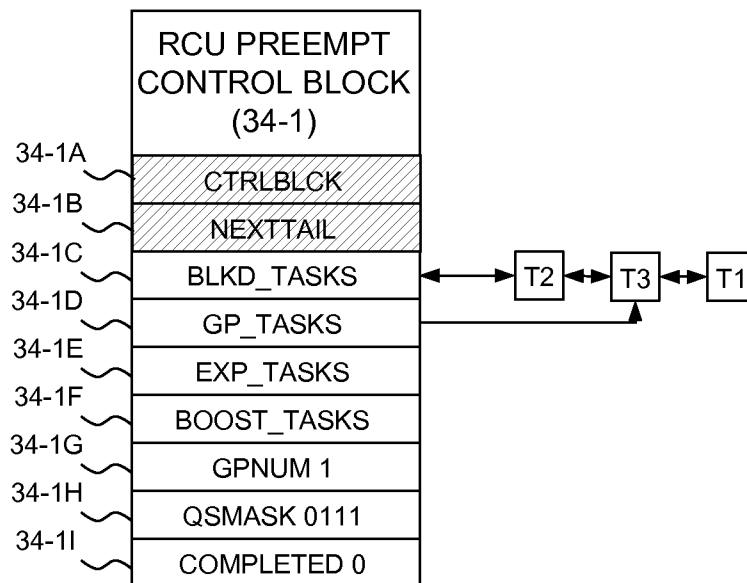 RCU PREEMPT
CONTROL BLOCK
(34-1)
34-1A
CTRLBLCK
34-1B
NEXTTAIL
34-1C
BLKD_TASKS
T2
T3
T1
34-1D
GP_TASKS
34-1E
EXP_TASKS
34-1F
BOOST_TASKS
34-1G
GPNUM 1
34-1H
QSMASK 0111
34-1I
COMPLETED 0